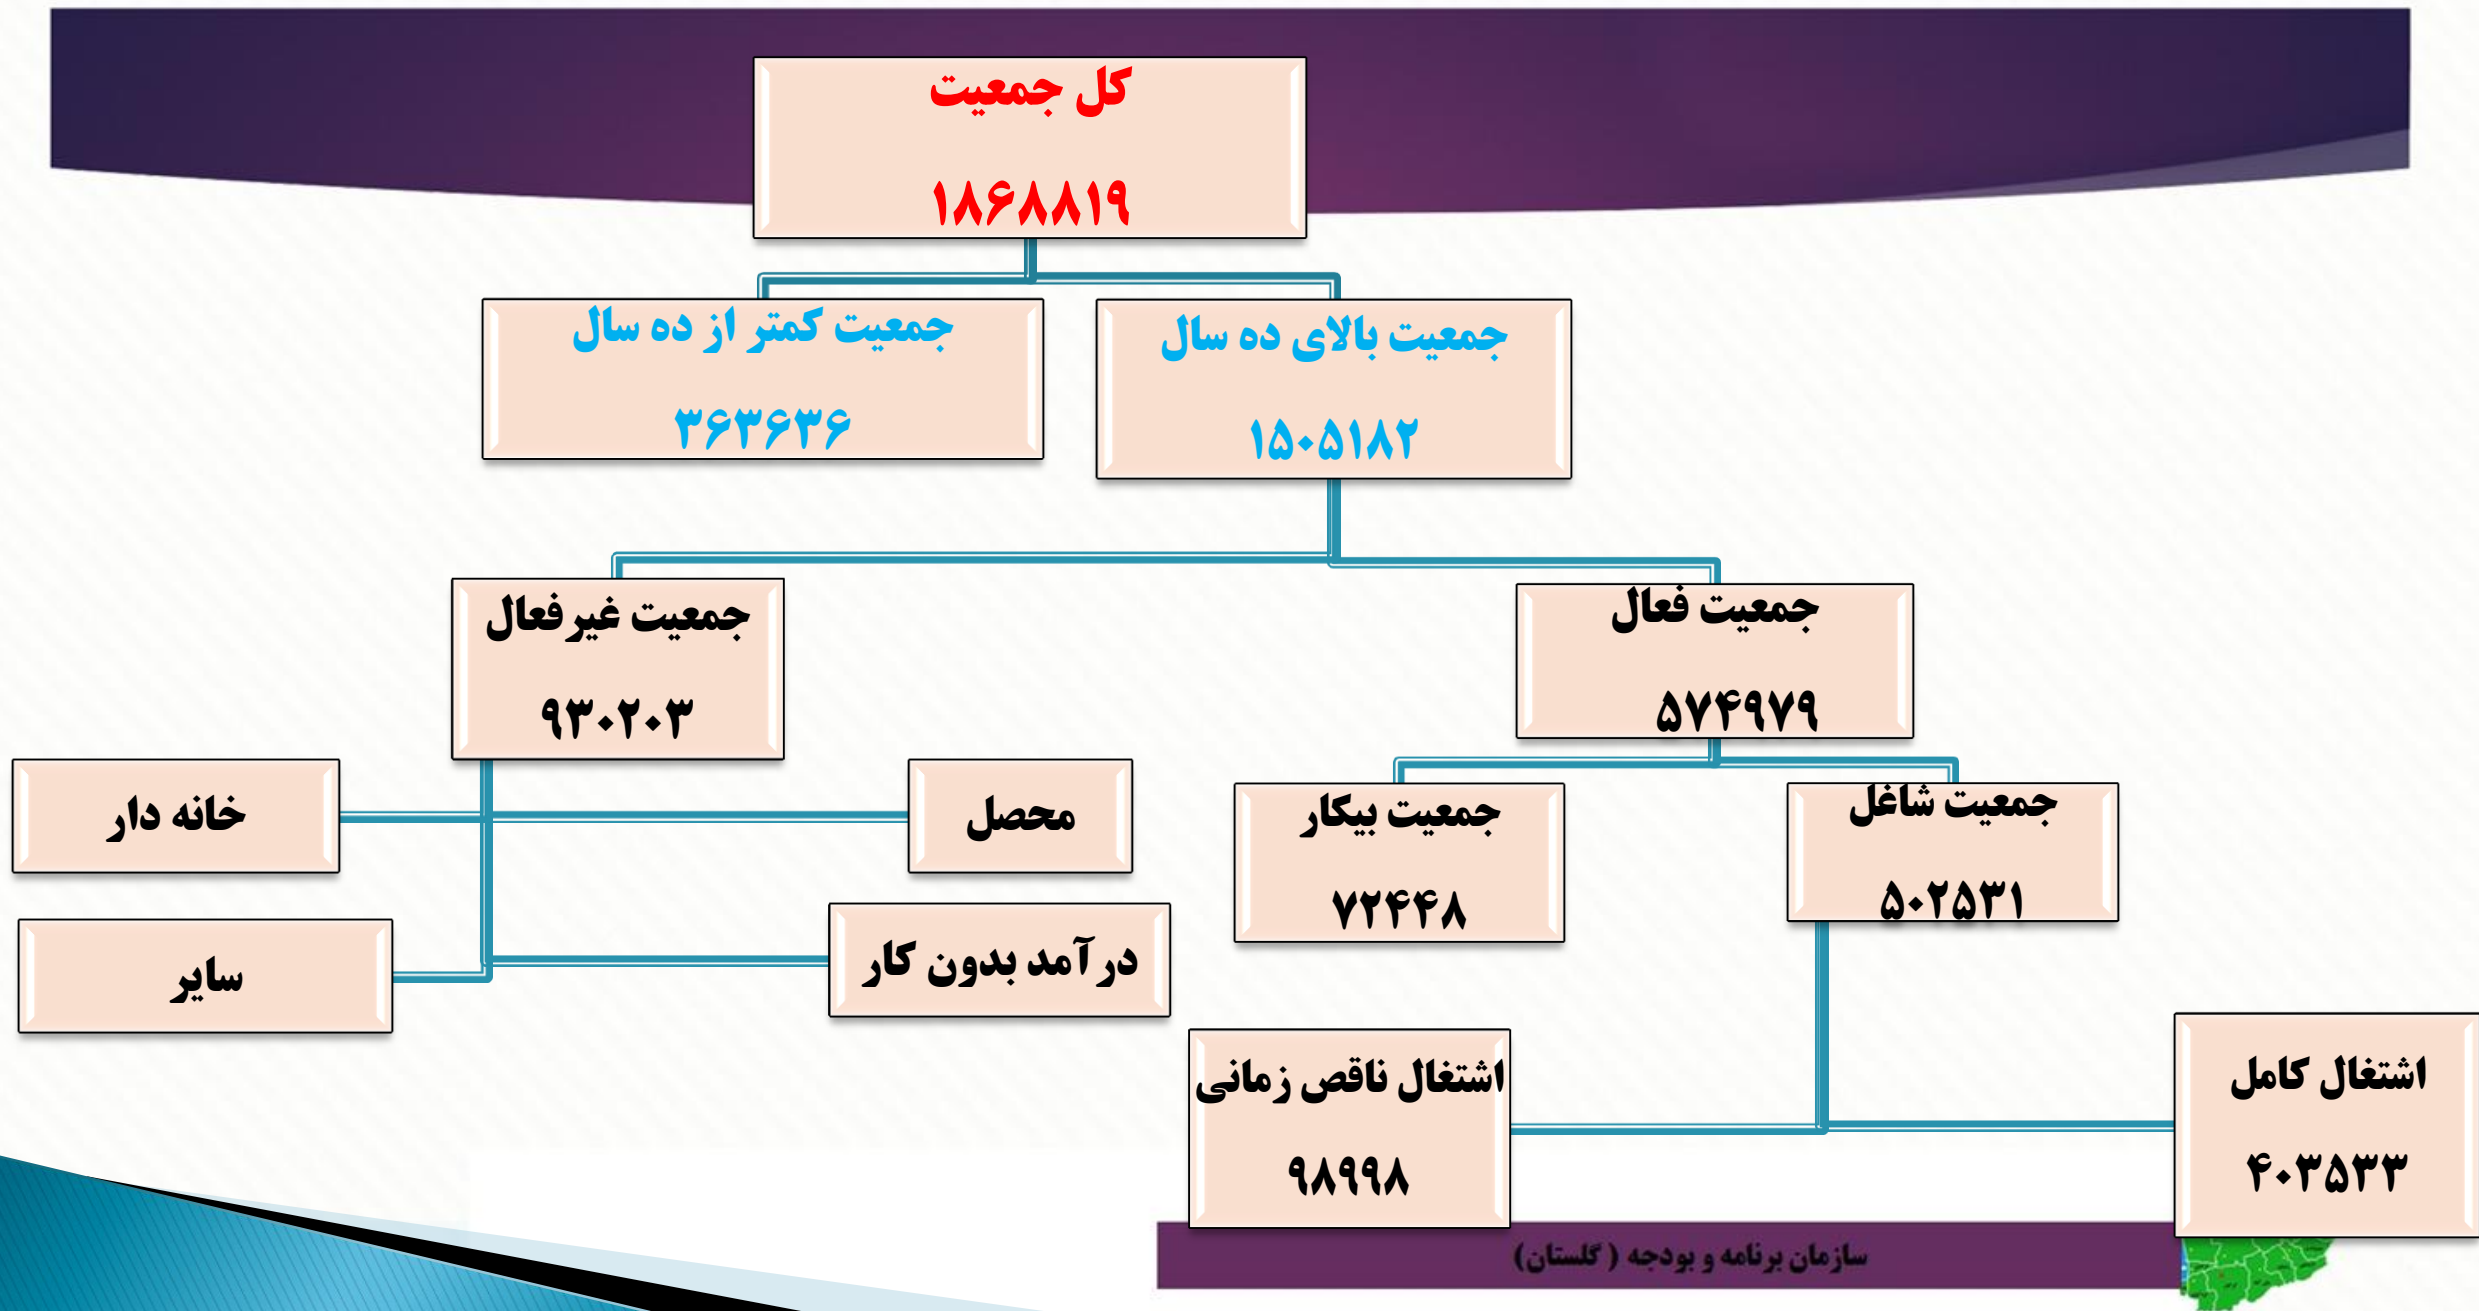 کل جمعیت
۱۸۶۸۸۱۹
جمعیت بالای ده سال
۱۵۰۵۱۸۲
جمعیت کمتر از ده سال
۳۶۳۶۳۶
جمعیت فعال
۵۷۴۹۷۹
جمعیت غیرفعال
۹۳۰۲۰۳
جمعیت شاغل
۵۰۲۵۳۱
جمعیت بیکار
۷۲۴۴۸
محصل
خانه دار
درآمد بدون کار
سایر
اشتغال کامل
۴۰۳۵۳۳
اشتغال ناقص زمانی
۹۸۹۹۸
سازمان برنامه و بودجه ( گلستان)